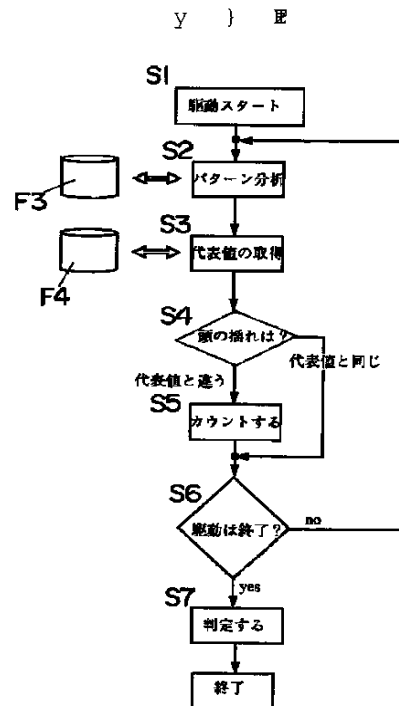 y } E
S1
駆動スタート
S2
パターン分析
F3
S3
代表値の取得
F4
S4
頭の揺れは?
代表値と同じ
代表値と違う
S5
カウントする
S6
駆動は終了?
no
yes
S7
判定する
終了